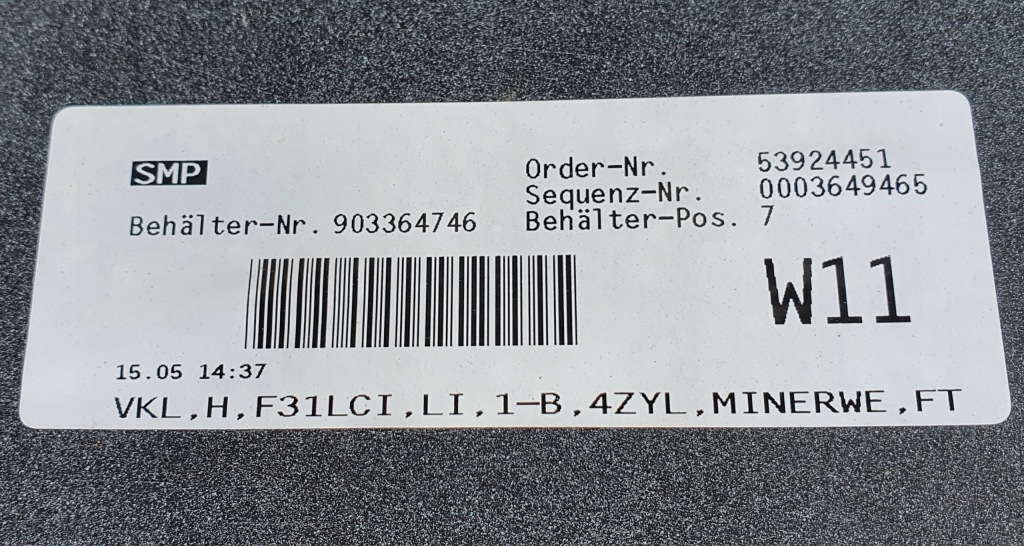 SMP
Order-Nr. 53924451
Sequenz-Nr. 0003649465
Behälter-Nr. 903364746 Behälter-Pos. 7
W11
15.05 14:37
VKL,H,F31LCI,LI,1-B,4ZYL,MINERWE,FT